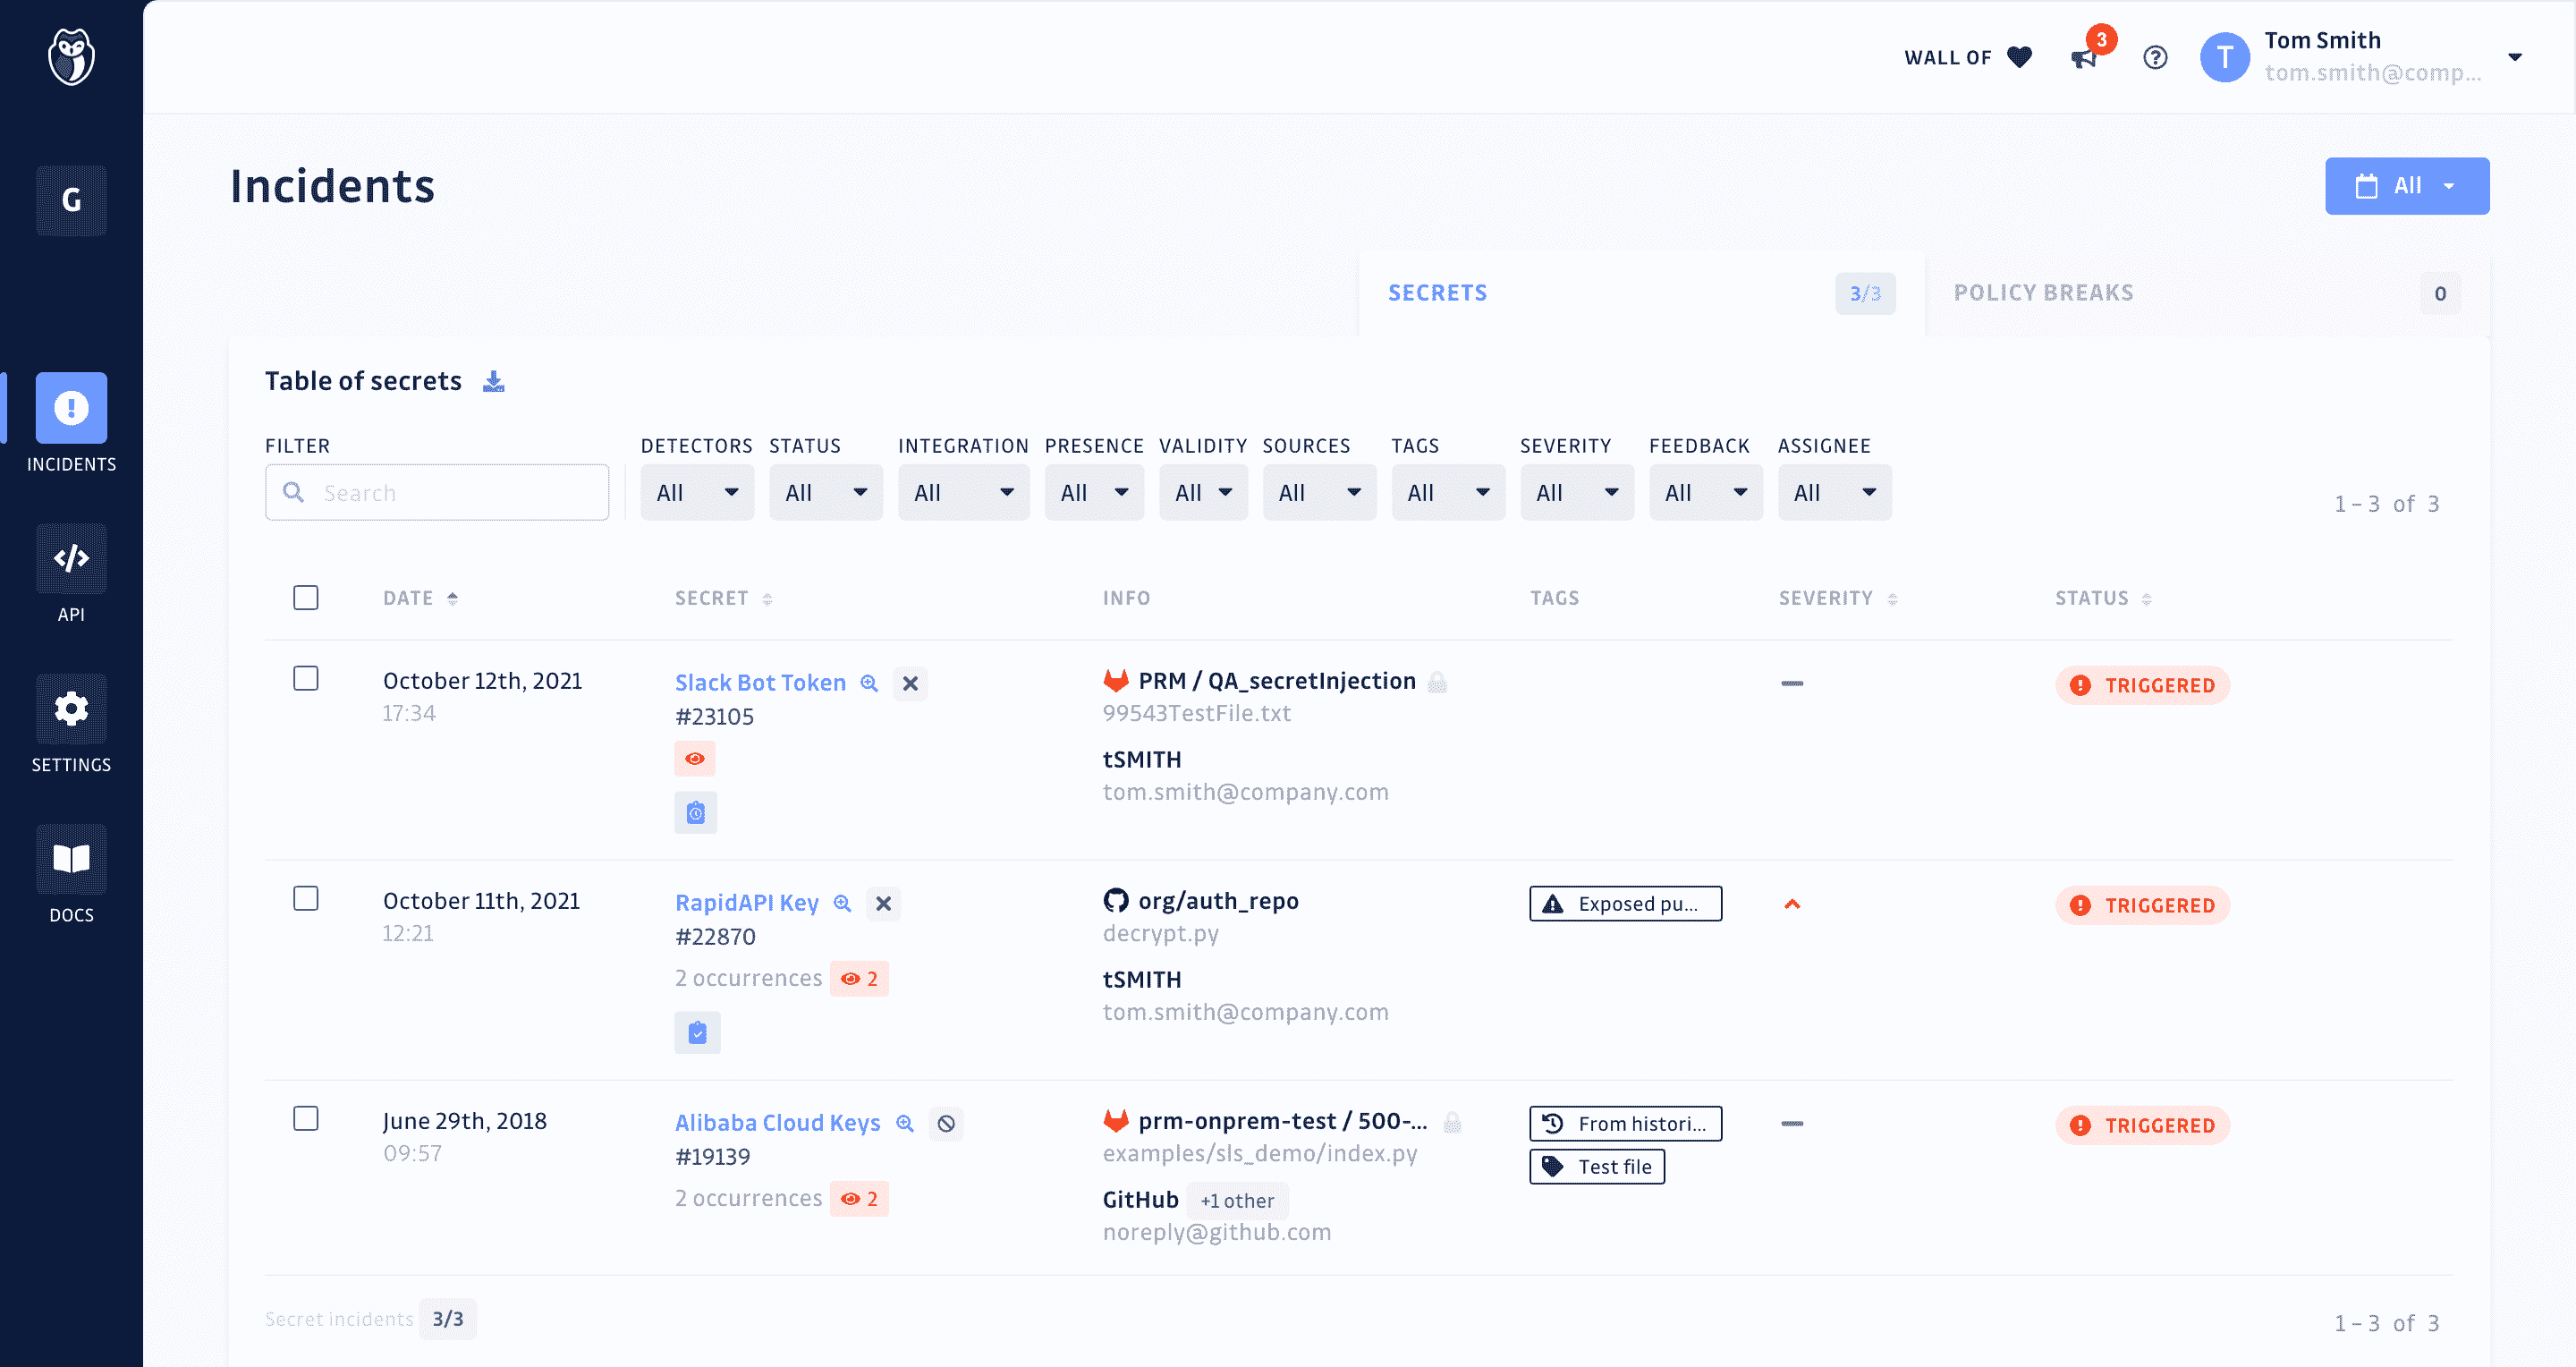 WALL OF
3
T
Tom Smith
tom.smith@comp...
G
Incidents
All
SECRETS 3/3
POLICY BREAKS 0
INCIDENTS
API
SETTINGS
DOCS
Table of secrets
FILTER DETECTORS STATUS INTEGRATION PRESENCE VALIDITY SOURCES TAGS SEVERITY FEEDBACK ASSIGNEE
Search All All All All All All All All All All
1 - 3 of 3
DATE SECRET INFO TAGS SEVERITY STATUS
October 12th, 2021
17:34
Slack Bot Token
#23105
PRM / QA_secretInjection
99543TestFile.txt
tSMITH
tom.smith@company.com
TRIGGERED
October 11th, 2021
12:21
RapidAPI Key
#22870
2 occurrences 2
org/auth_repo
decrypt.py
tSMITH
tom.smith@company.com
Exposed pu...
TRIGGERED
June 29th, 2018
09:57
Alibaba Cloud Keys
#19139
2 occurrences 2
prm-onprem-test / 500-...
examples/sls_demo/index.py
GitHub +1 other
noreply@github.com
From histori...
Test file
TRIGGERED
Secret incidents 3/3
1 - 3 of 3